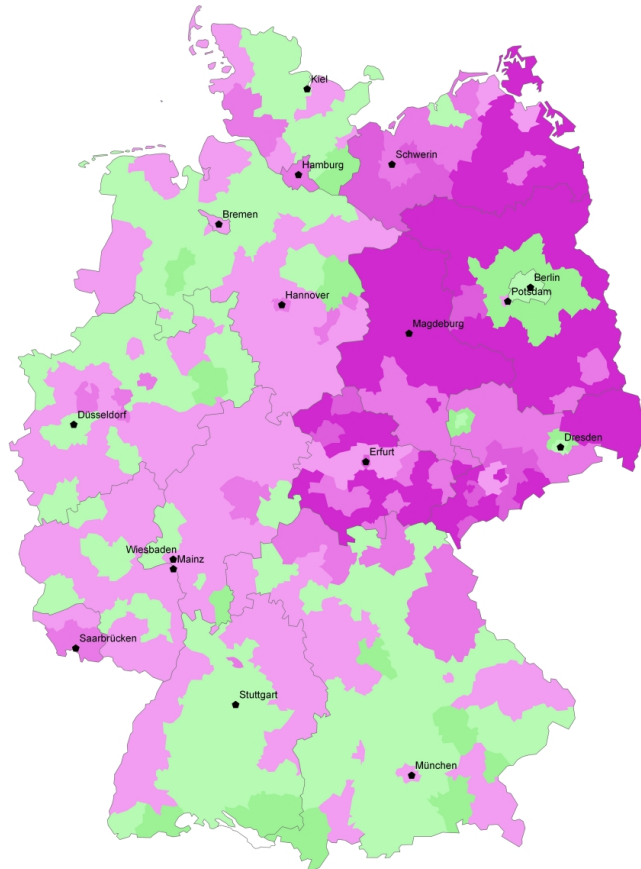 Kiel
Schwerin
Hamburg
Bremen
Berlin
Potsdam
Hannover
Magdeburg
Düsseldorf
Dresden
Erfurt
Wiesbaden
Mainz
Saarbrücken
Stuttgart
München